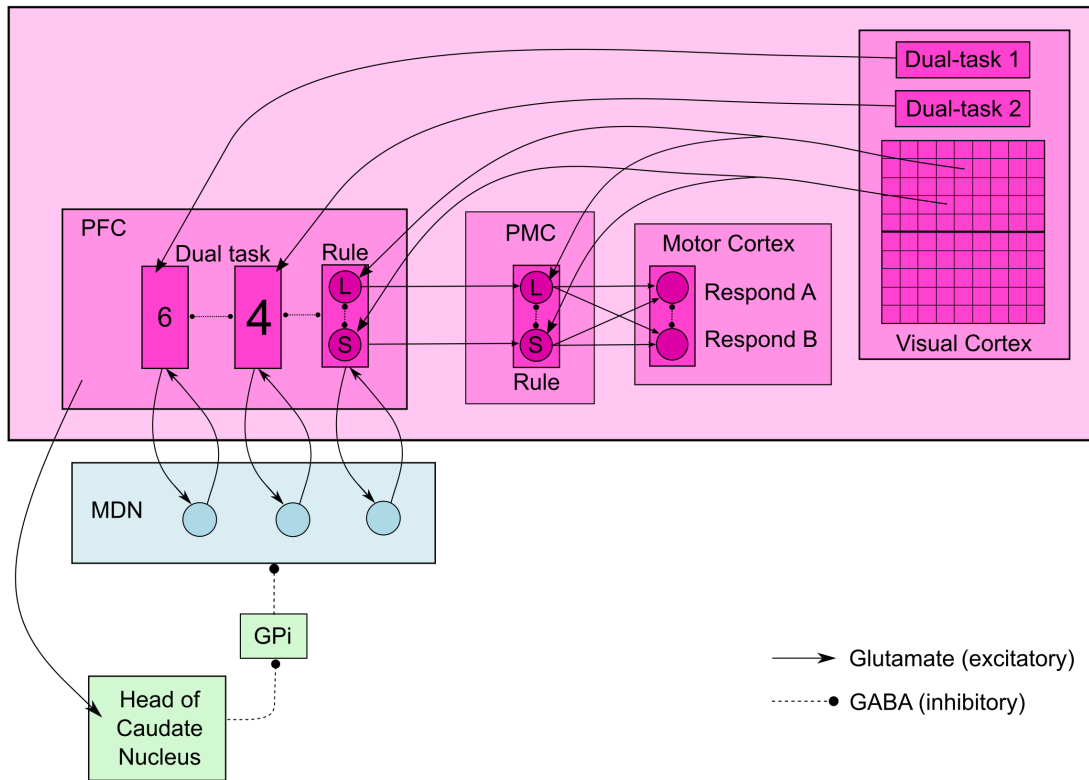 Dual-task 1
Dual-task 2
PFC
Dual task
Rule
6
4
L
S
PMC
L
S
Rule
Motor Cortex
Respond A
Respond B
Visual Cortex
MDN
GPi
Head of
Caudate
Nucleus
Glutamate (excitatory)
GABA (inhibitory)